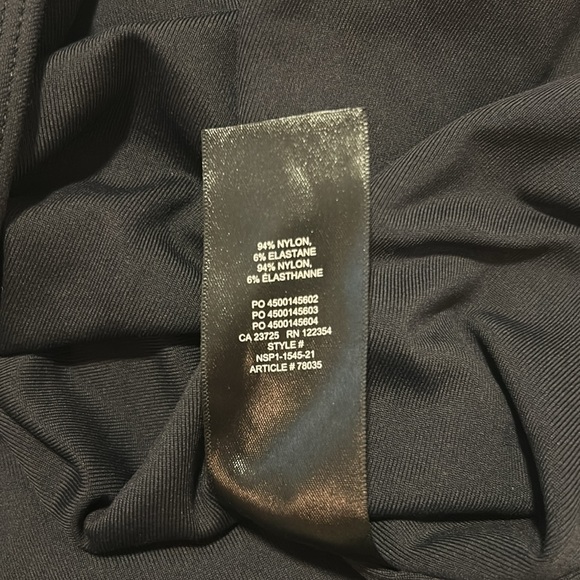 94% NYLON,
6% ELASTANE
94% NYLON,
6% ÉLASTHANNE
PO 4500145602
PO 4500145603
PO 4500145604
CA 23725 RN 122354
STYLE #
NSP1-1545-21
ARTICLE # 78035